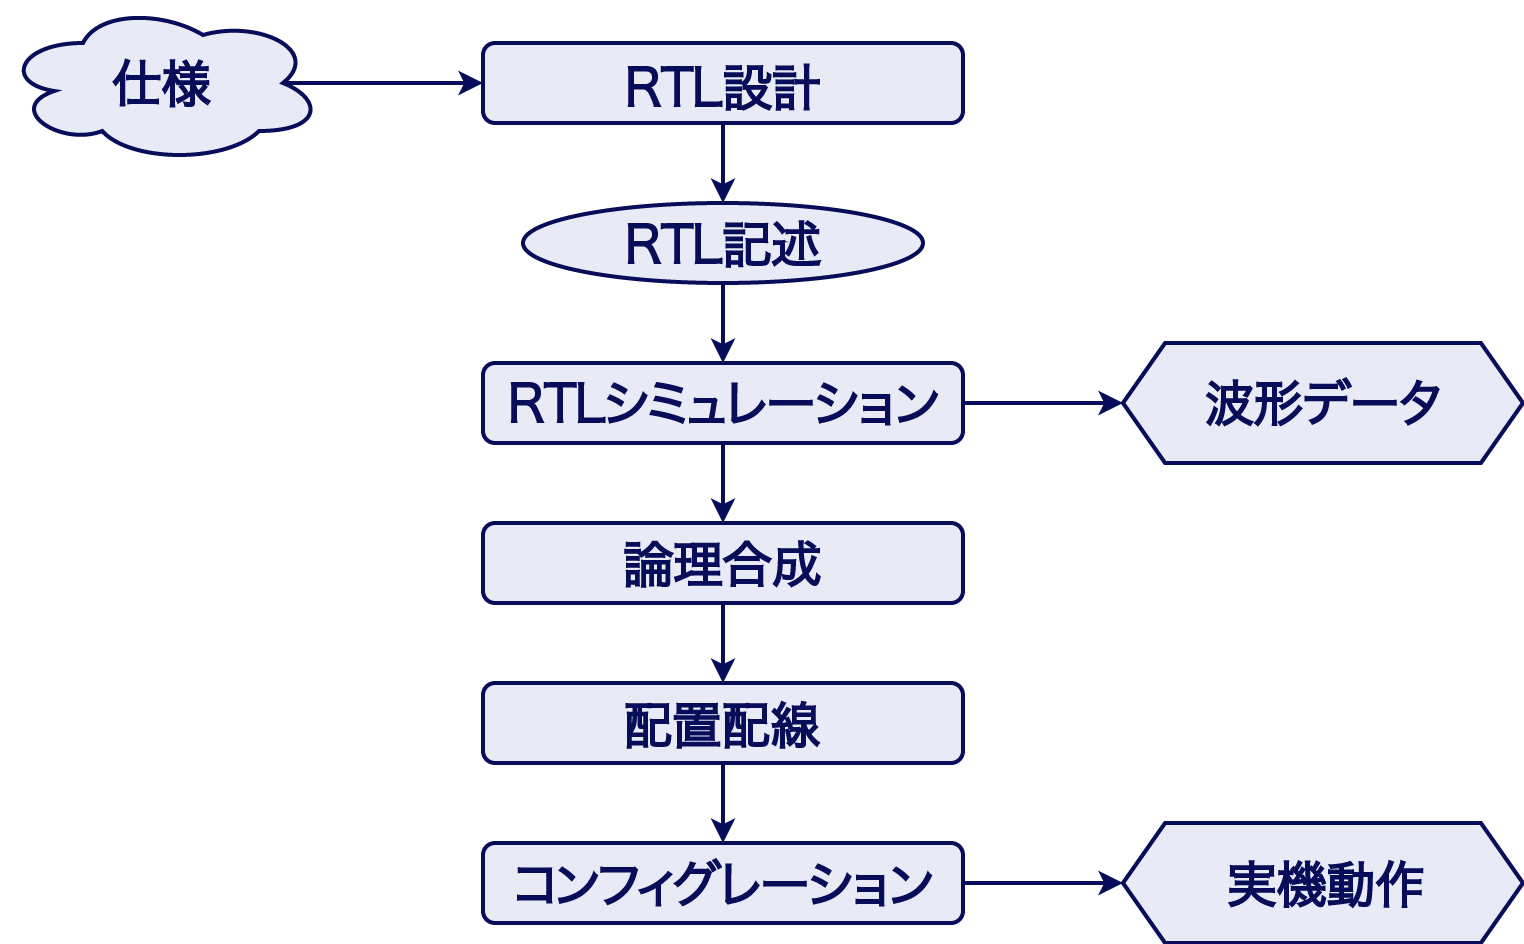 仕様
RTL設計
RTL記述
RTLシミュレーション
波形データ
論理合成
配置配線
コンフィグレーション
実機動作